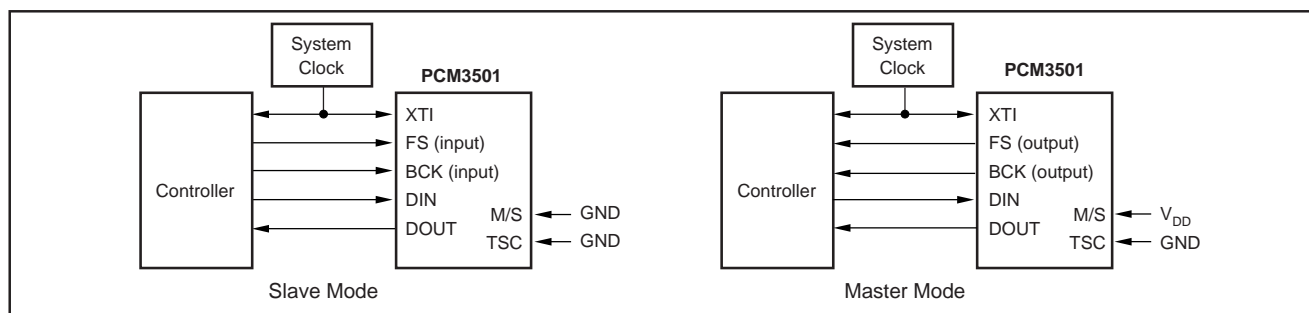 System
Clock
PCM3501
XTI
FS (input)
BCK (input)
DIN
DOUT
Controller
M/S
GND
TSC
GND
Slave Mode
System
Clock
PCM3501
XTI
FS (output)
BCK (output)
DIN
DOUT
Controller
M/S
VDD
TSC
GND
Master Mode